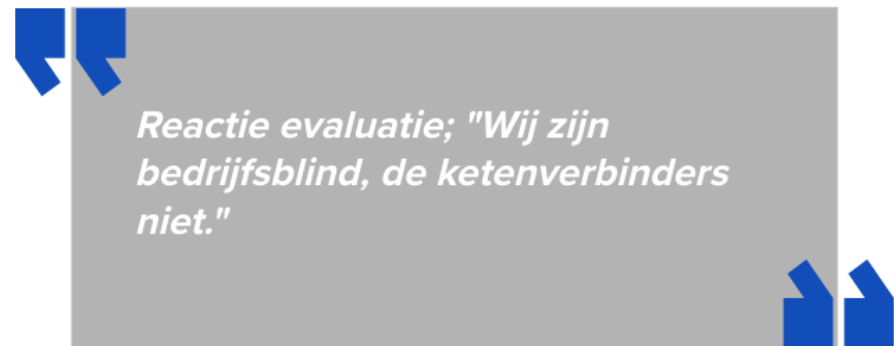 Reactie evaluatie; "Wij zijn
bedrijfsblind, de ketenverbinders
niet."